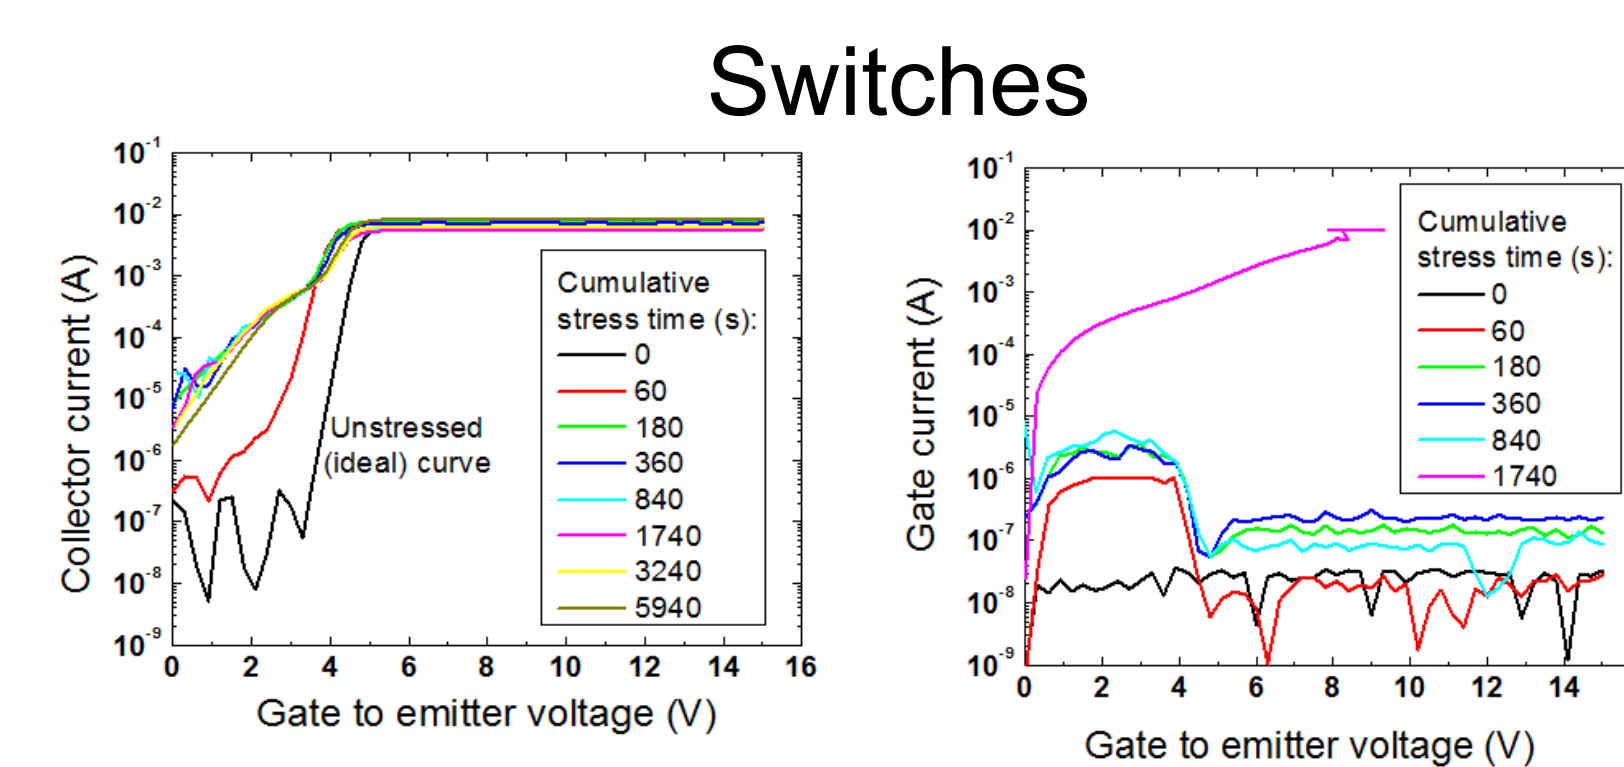 Switches
Collector current (A)
10-1
10-2
10-3
10-4
10-5
10-6
10-7
10-8
10-9
0 2 4 6 8 10 12 14 16
Gate to emitter voltage (V)
Unstressed
(ideal) curve
Cumulative
stress time (s):
0
60
180
360
840
1740
3240
5940
Gate current (A)
10-1
10-2
10-3
10-4
10-5
10-6
10-7
10-8
10-9
0 2 4 6 8 10 12 14
Gate to emitter voltage (V)
Cumulative
stress time (s):
0
60
180
360
840
1740